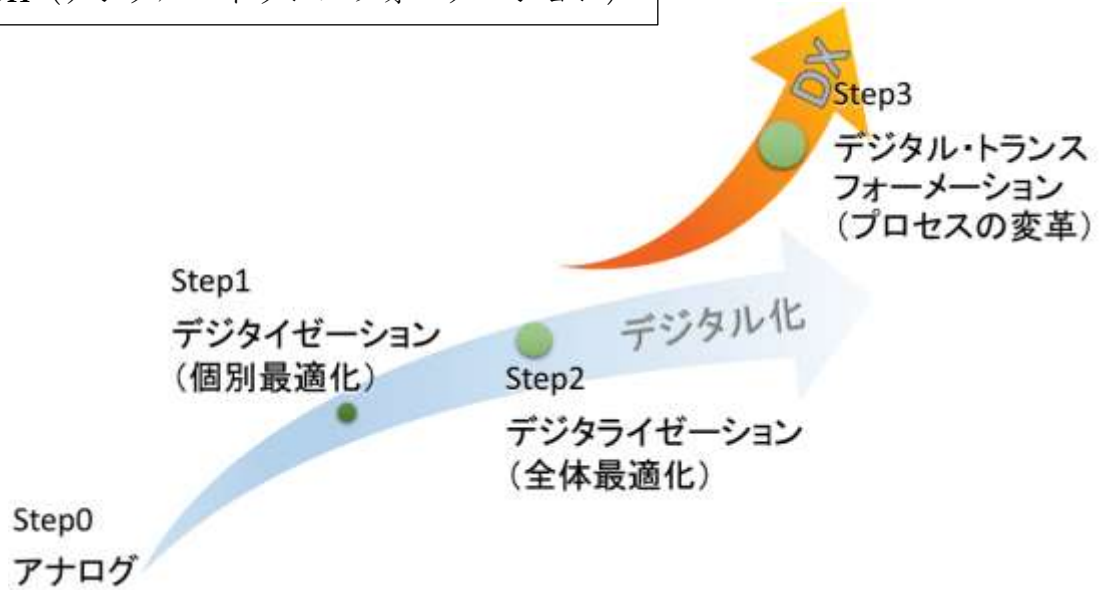 DX
Step3
デジタル・トランス
フォーメーション
(プロセスの変革)
Step1
デジタイゼーション
(個別最適化)
デジタル化
Step2
デジタライゼーション
(全体最適化)
Step0
アナログ